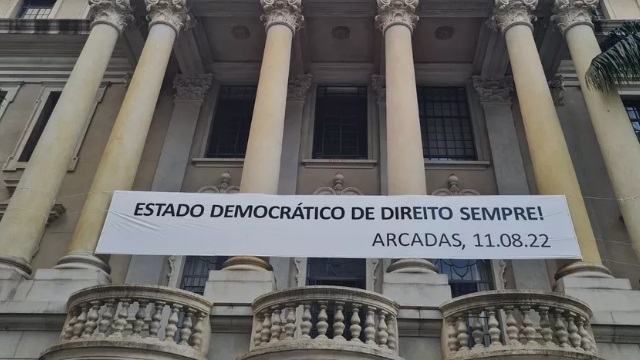 ESTADO DEMOCRÁTICO DE DIREITO SEMPRE!
ARCADAS, 11.08.22